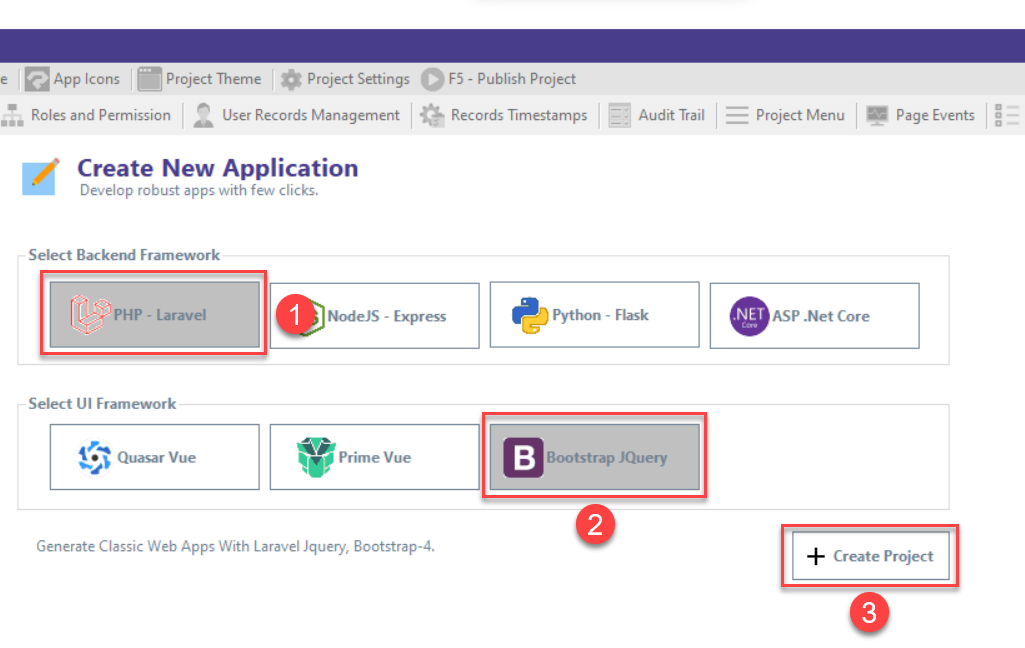 e App Icons Project Theme Project Settings F5 - Publish Project
Roles and Permission User Records Management Records Timestamps Audit Trail Project Menu Page Events
Create New Application
Develop robust apps with few clicks.
Select Backend Framework
PHP - Laravel 1 NodeJS - Express Python - Flask .NET Core ASP .Net Core
Select UI Framework
Quasar Vue Prime Vue B Bootstrap JQuery
2
Generate Classic Web Apps With Laravel Jquery, Bootstrap-4.
+ Create Project
3